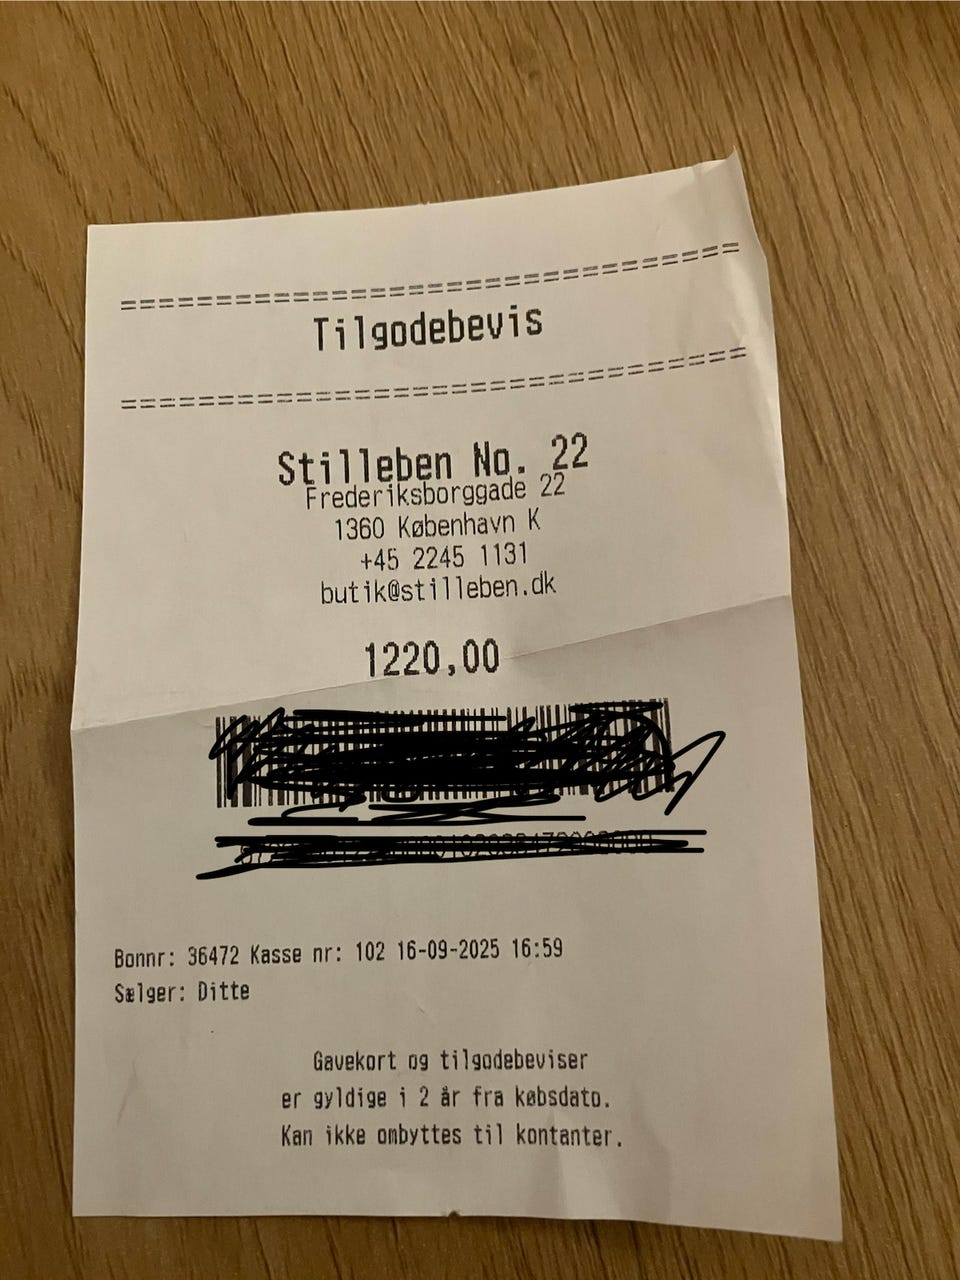 ================================
Tilgodebevis
================================
Stilleben No. 22
Frederiksborggade 22
1360 København K
+45 2245 1131
butik@stilleben.dk
1220,00
Bonnr: 36472 Kasse nr: 102 16-09-2025 16:59
Sælger: Ditte
Gavekort og tilgodebeviser
er gyldige i 2 år fra købsdato.
Kan ikke ombyttes til kontanter.